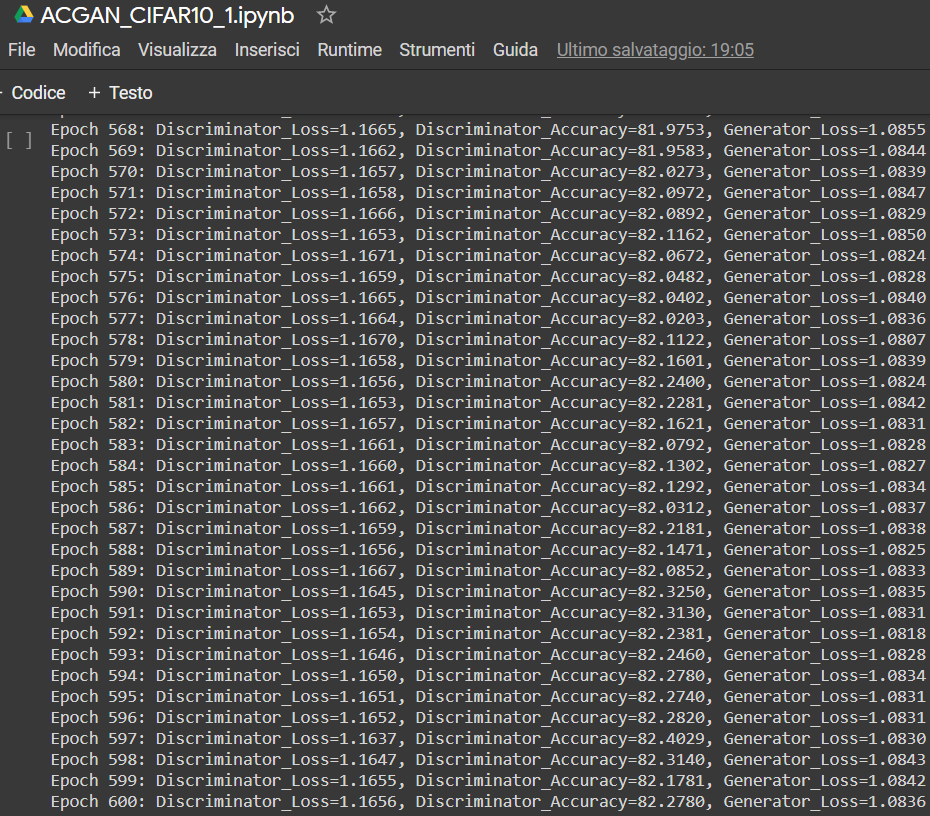 ACGAN_CIFAR10_1.ipynb
File Modifica Visualizza Inserisci Runtime Strumenti Guida Ultimo salvataggio: 19:05
Codice + Testo
[ ]
Epoch 568: Discriminator_Loss=1.1665, Discriminator_Accuracy=81.9753, Generator_Loss=1.0855
Epoch 569: Discriminator_Loss=1.1662, Discriminator_Accuracy=81.9583, Generator_Loss=1.0844
Epoch 570: Discriminator_Loss=1.1657, Discriminator_Accuracy=82.0273, Generator_Loss=1.0839
Epoch 571: Discriminator_Loss=1.1658, Discriminator_Accuracy=82.0972, Generator_Loss=1.0847
Epoch 572: Discriminator_Loss=1.1666, Discriminator_Accuracy=82.0892, Generator_Loss=1.0829
Epoch 573: Discriminator_Loss=1.1653, Discriminator_Accuracy=82.1162, Generator_Loss=1.0850
Epoch 574: Discriminator_Loss=1.1671, Discriminator_Accuracy=82.0672, Generator_Loss=1.0824
Epoch 575: Discriminator_Loss=1.1659, Discriminator_Accuracy=82.0482, Generator_Loss=1.0828
Epoch 576: Discriminator_Loss=1.1665, Discriminator_Accuracy=82.0402, Generator_Loss=1.0840
Epoch 577: Discriminator_Loss=1.1664, Discriminator_Accuracy=82.0203, Generator_Loss=1.0836
Epoch 578: Discriminator_Loss=1.1670, Discriminator_Accuracy=82.1122, Generator_Loss=1.0807
Epoch 579: Discriminator_Loss=1.1658, Discriminator_Accuracy=82.1601, Generator_Loss=1.0839
Epoch 580: Discriminator_Loss=1.1656, Discriminator_Accuracy=82.2400, Generator_Loss=1.0824
Epoch 581: Discriminator_Loss=1.1653, Discriminator_Accuracy=82.2281, Generator_Loss=1.0842
Epoch 582: Discriminator_Loss=1.1657, Discriminator_Accuracy=82.1621, Generator_Loss=1.0831
Epoch 583: Discriminator_Loss=1.1661, Discriminator_Accuracy=82.0792, Generator_Loss=1.0828
Epoch 584: Discriminator_Loss=1.1660, Discriminator_Accuracy=82.1302, Generator_Loss=1.0827
Epoch 585: Discriminator_Loss=1.1661, Discriminator_Accuracy=82.1292, Generator_Loss=1.0834
Epoch 586: Discriminator_Loss=1.1662, Discriminator_Accuracy=82.0312, Generator_Loss=1.0837
Epoch 587: Discriminator_Loss=1.1659, Discriminator_Accuracy=82.2181, Generator_Loss=1.0838
Epoch 588: Discriminator_Loss=1.1656, Discriminator_Accuracy=82.1471, Generator_Loss=1.0825
Epoch 589: Discriminator_Loss=1.1667, Discriminator_Accuracy=82.0852, Generator_Loss=1.0833
Epoch 590: Discriminator_Loss=1.1645, Discriminator_Accuracy=82.3250, Generator_Loss=1.0835
Epoch 591: Discriminator_Loss=1.1653, Discriminator_Accuracy=82.3130, Generator_Loss=1.0831
Epoch 592: Discriminator_Loss=1.1654, Discriminator_Accuracy=82.2381, Generator_Loss=1.0818
Epoch 593: Discriminator_Loss=1.1646, Discriminator_Accuracy=82.2460, Generator_Loss=1.0828
Epoch 594: Discriminator_Loss=1.1650, Discriminator_Accuracy=82.2780, Generator_Loss=1.0834
Epoch 595: Discriminator_Loss=1.1651, Discriminator_Accuracy=82.2740, Generator_Loss=1.0831
Epoch 596: Discriminator_Loss=1.1652, Discriminator_Accuracy=82.2820, Generator_Loss=1.0831
Epoch 597: Discriminator_Loss=1.1637, Discriminator_Accuracy=82.4029, Generator_Loss=1.0830
Epoch 598: Discriminator_Loss=1.1647, Discriminator_Accuracy=82.3140, Generator_Loss=1.0843
Epoch 599: Discriminator_Loss=1.1655, Discriminator_Accuracy=82.1781, Generator_Loss=1.0842
Epoch 600: Discriminator_Loss=1.1656, Discriminator_Accuracy=82.2780, Generator_Loss=1.0836